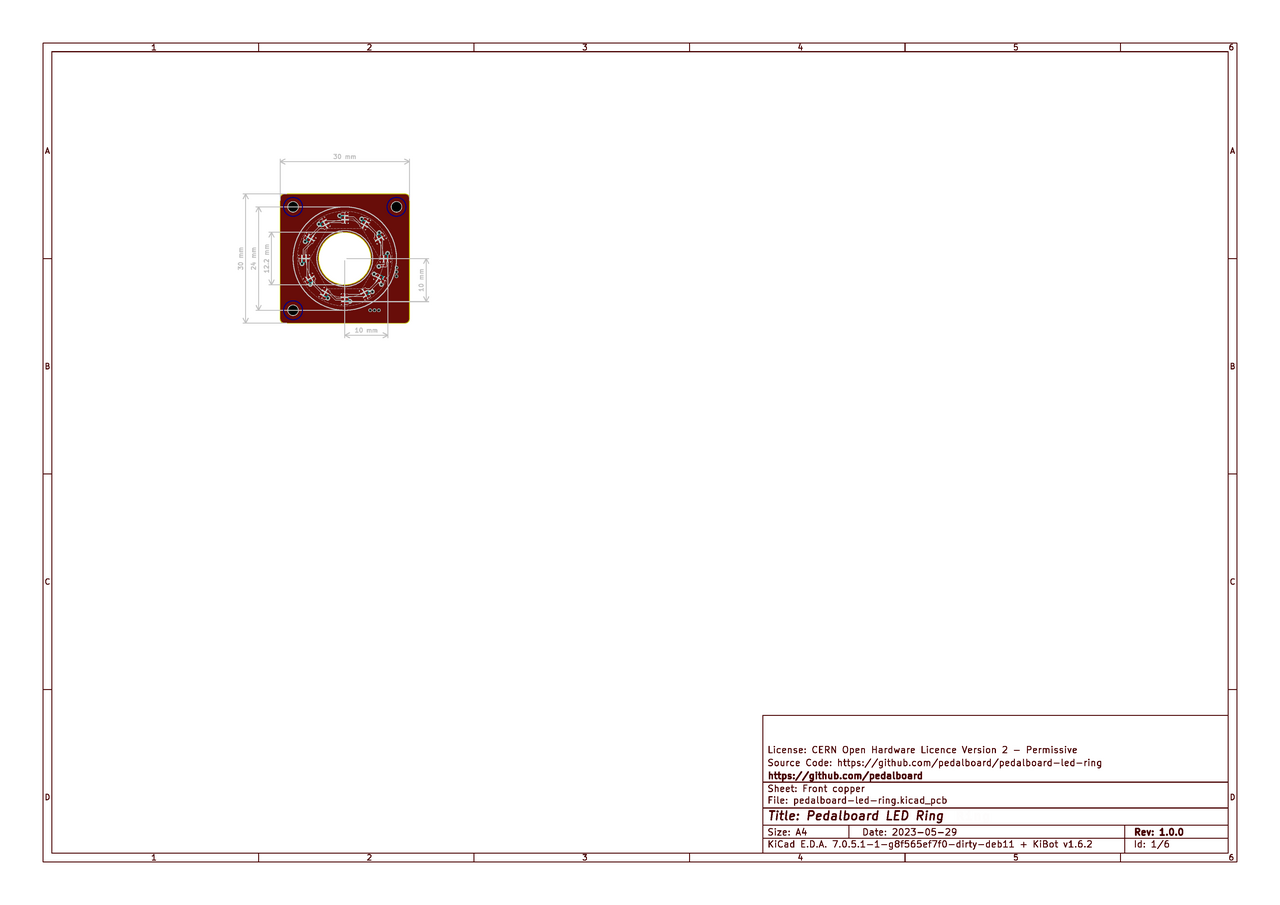 1 2 3 4 5 6
A A
30 mm
30 mm
24 mm
12.2 mm
10 mm
10 mm
B B
C C
License: CERN Open Hardware Licence Version 2 – Permissive
Source Code: https://github.com/pedalboard/pedalboard-led-ring
https://github.com/pedalboard
Sheet: Front copper
D D
File: pedalboard-led-ring.kicad_pcb
Title: Pedalboard LED Ring
Size: A4 Date: 2023-05-29 Rev: 1.0.0
KiCad E.D.A. 7.0.5.1-1-g8f565ef7f0-dirty-deb11 + KiBot v1.6.2 Id: 1/6
1 2 3 4 5 6